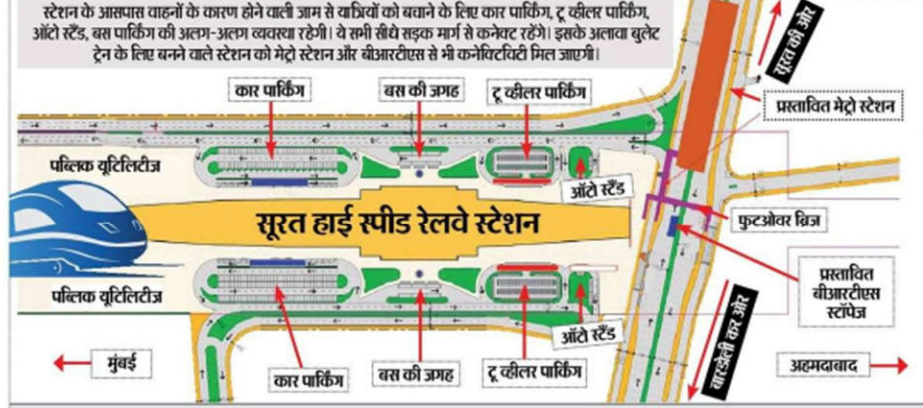 स्टेशन के आसपास वाहनों के कारण होने वाली जाम से यात्रियों को बचाने के लिए कार पार्किंग, टू व्हीलर पार्किंग,
ऑटो स्टैंड, बस पार्किंग की अलग-अलग व्यवस्था रहेगी। ये सभी सीधे सड़क मार्ग से कनेक्ट रहेंगे। इसके अलावा बुलेट
ट्रेन के लिए बनने वाले स्टेशन को मेट्रो स्टेशन और बीआरटीएस से भी कनेक्टिविटी मिल जाएगी।
सूरत की ओर
कार पार्किंग
बस की जगह
टू व्हीलर पार्किंग
प्रस्तावित मेट्रो स्टेशन
पब्लिक यूटिलिटीज
ऑटो स्टैंड
सूरत हाई स्पीड रेलवे स्टेशन
फुटओवर ब्रिज
पब्लिक यूटिलिटीज
प्रस्तावित
बीआरटीएस
स्टॉपेज
ऑटो स्टैंड
बारडोली कर ओर
मुंबई
कार पार्किंग
बस की जगह
टू व्हीलर पार्किंग
अहमदाबाद